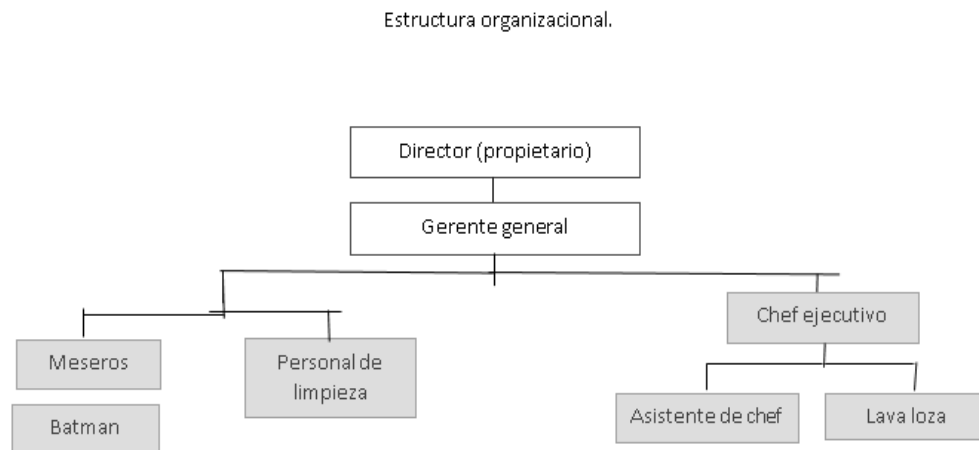 Estructura organizacional.
Director (propietario)
Gerente general
Chef ejecutivo
Meseros
Personal de
limpieza
Batman
Asistente de chef
Lava loza